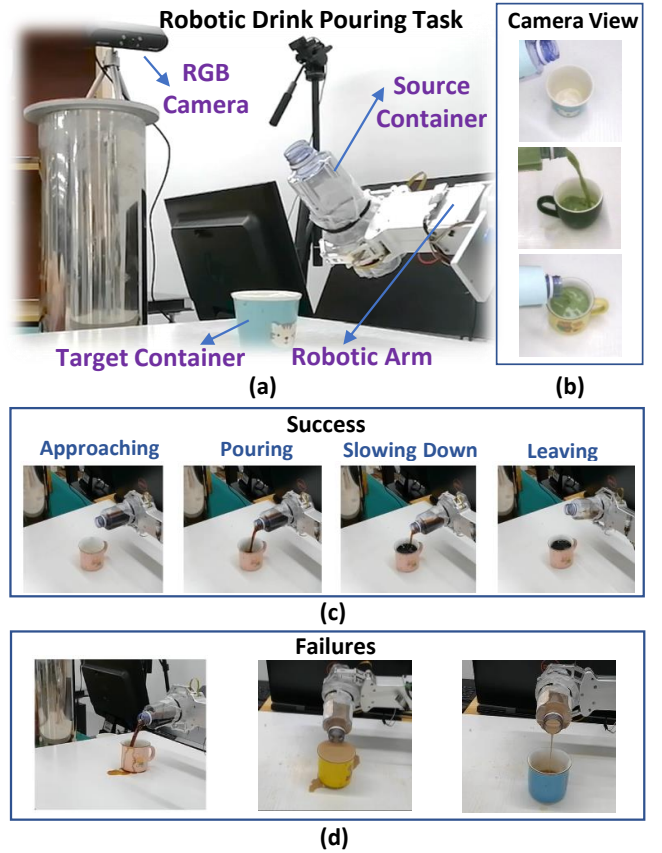 Robotic Drink Pouring Task
RGB
Camera
Source
Container
Target Container
Robotic Arm
(a)
Camera View
(b)
Success
Approaching
Pouring
Slowing Down
Leaving
(c)
Failures
(d)